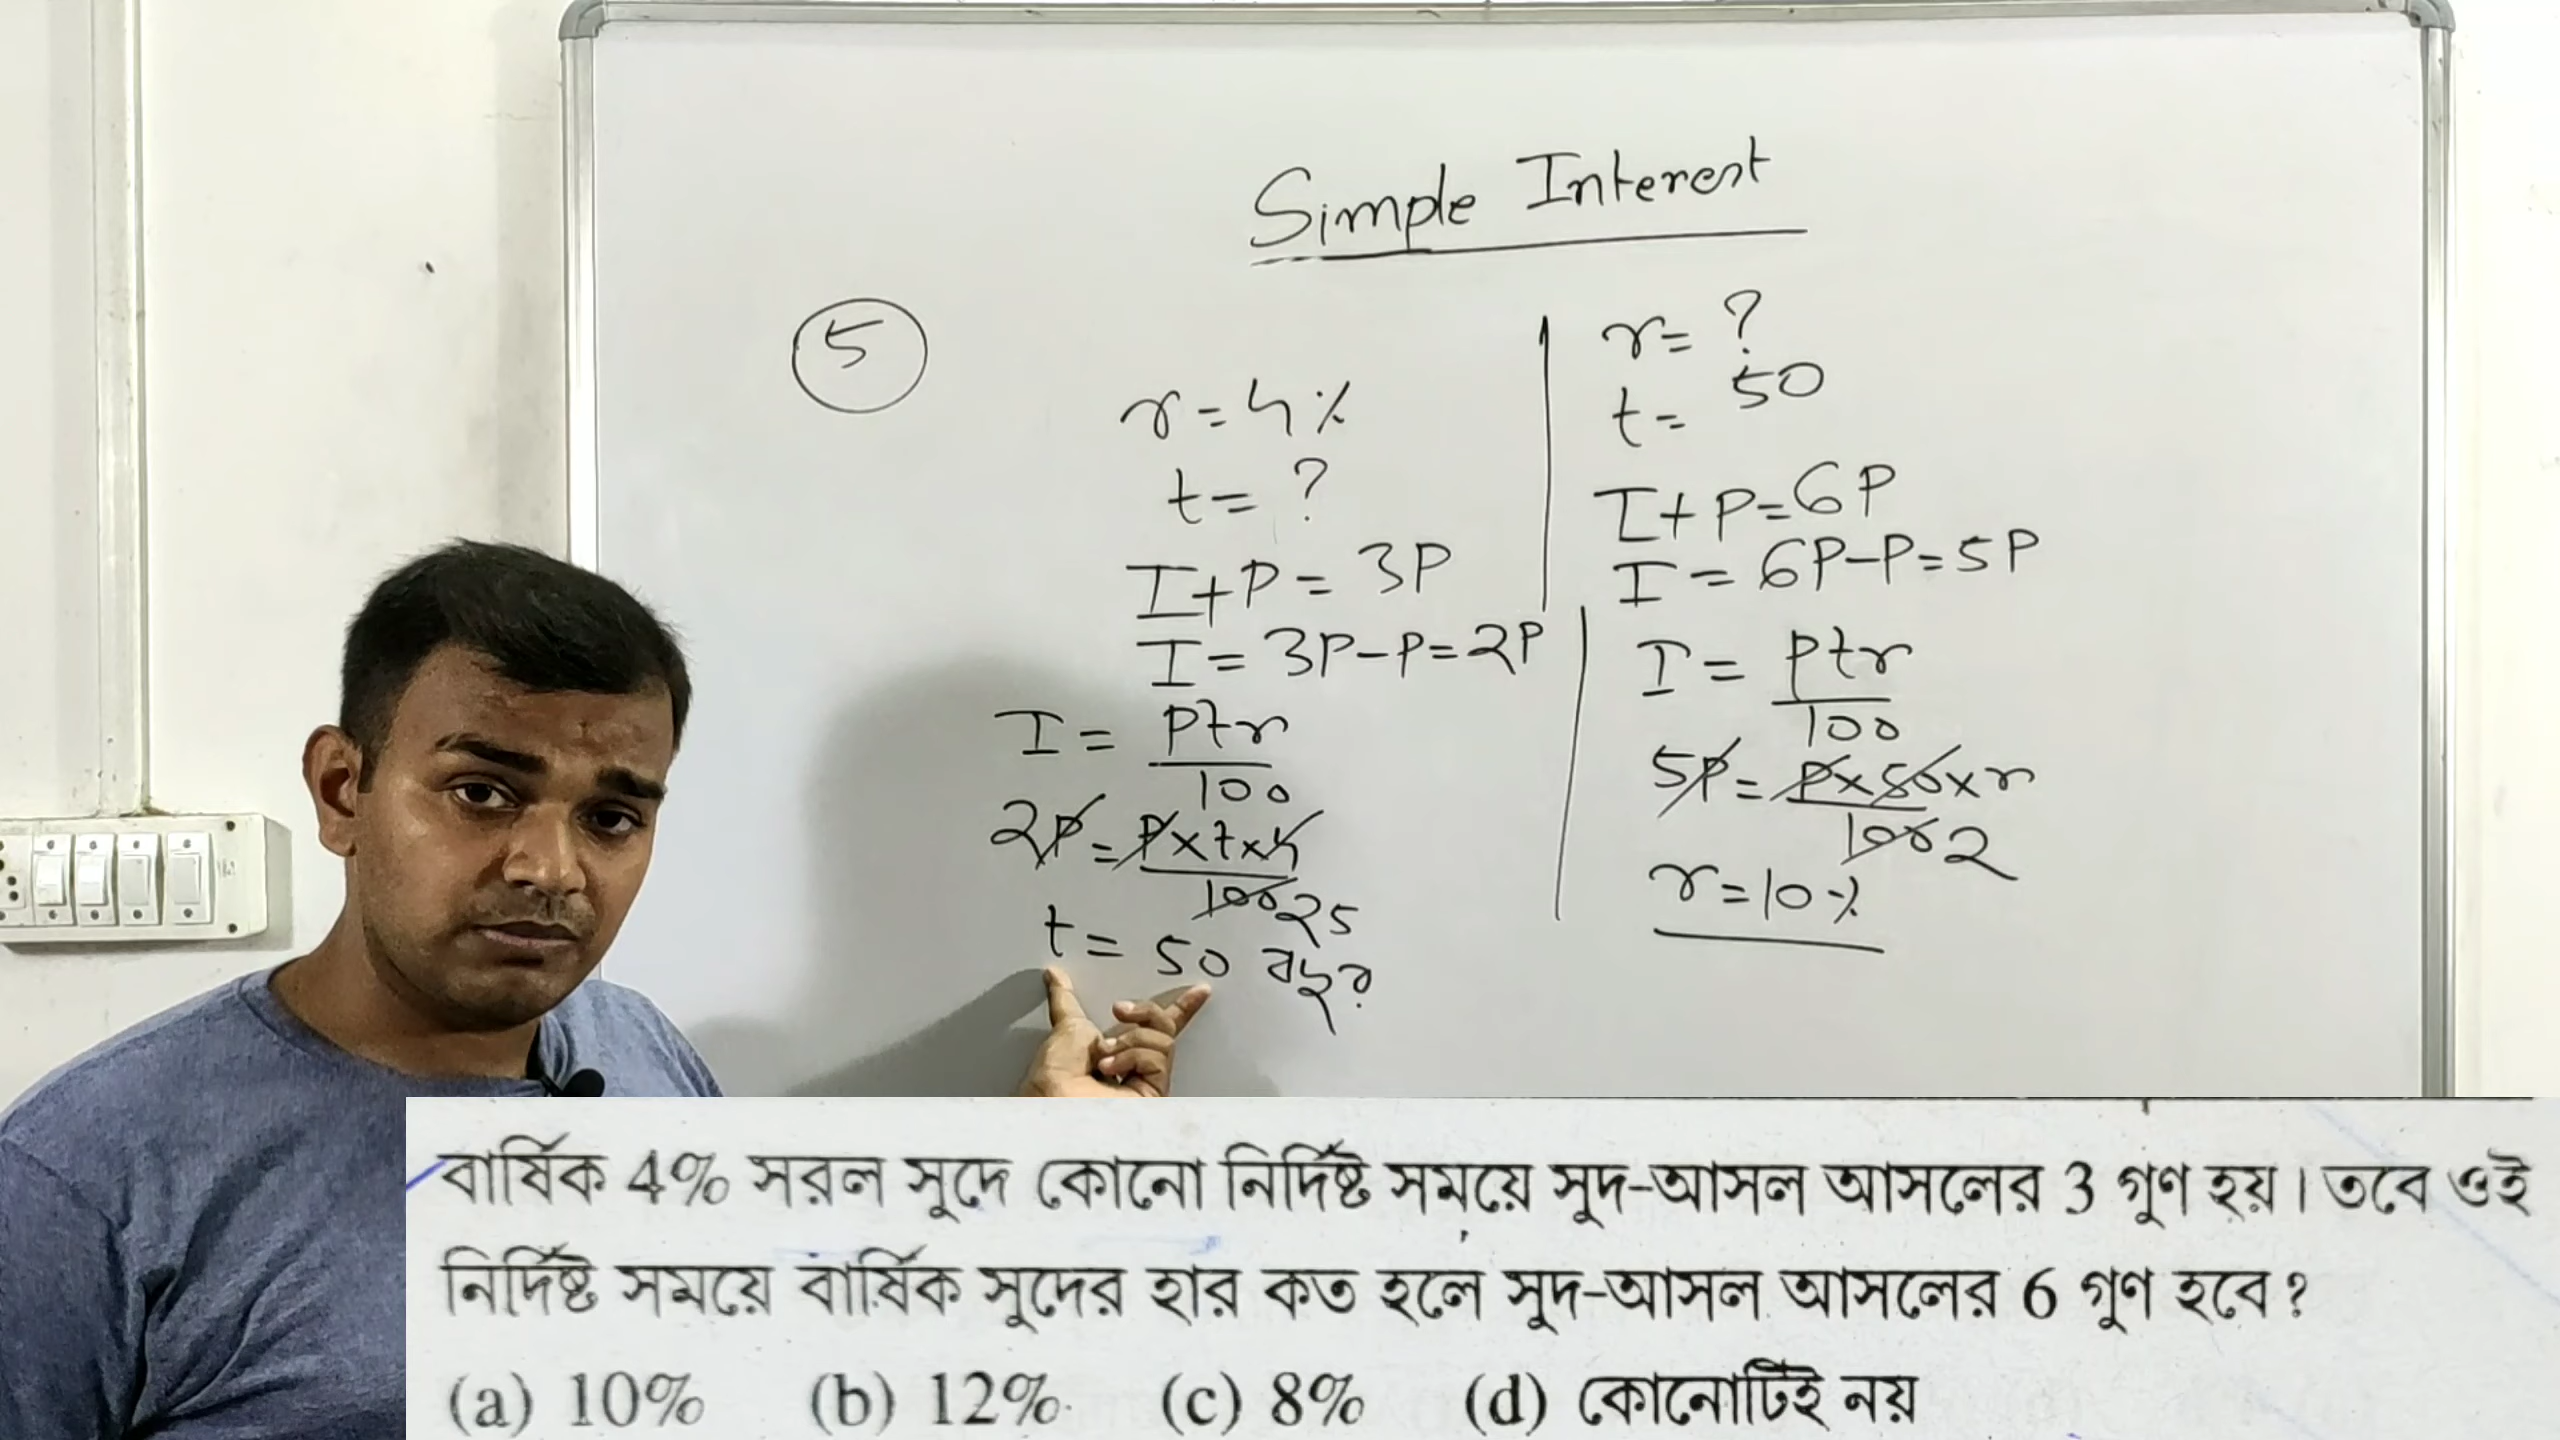 Simple Interest
5
r = 4%
t = ?
I + P = 3P
I = 3P - P = 2P
I = ptr/100
2P = P x t x 4/100 25
t = 50 বছর
r = ?
t = 50
I + P = 6P
I = 6P - P = 5P
I = ptr/100
5P = P x 50 x r/100 2
r = 10%
বার্ষিক 4% সরল সুদে কোনো নির্দিষ্ট সময়ে সুদ-আসল আসলের 3 গুণ হয়। তবে ওই
নির্দিষ্ট সময়ে বার্ষিক সুদের হার কত হলে সুদ-আসল আসলের 6 গুণ হবে?
(a) 10% (b) 12% (c) 8% (d) কোনোটিই নয়